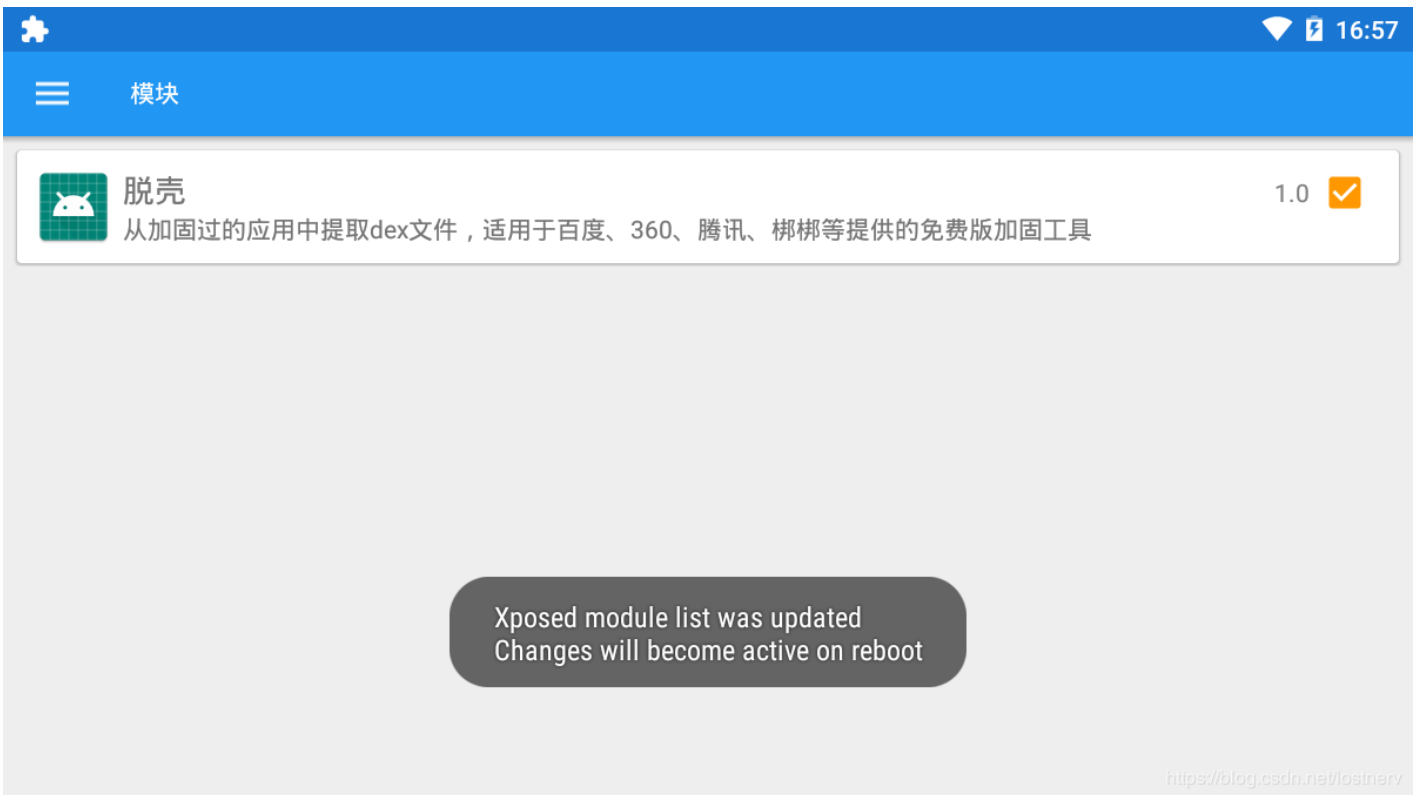 16:57
模块
脱壳
1.0
从加固过的应用中提取dex文件，适用于百度、360、腾讯、梆梆等提供的免费版加固工具
Xposed module list was updated
Changes will become active on reboot
https://blog.csdn.net/lostnerv